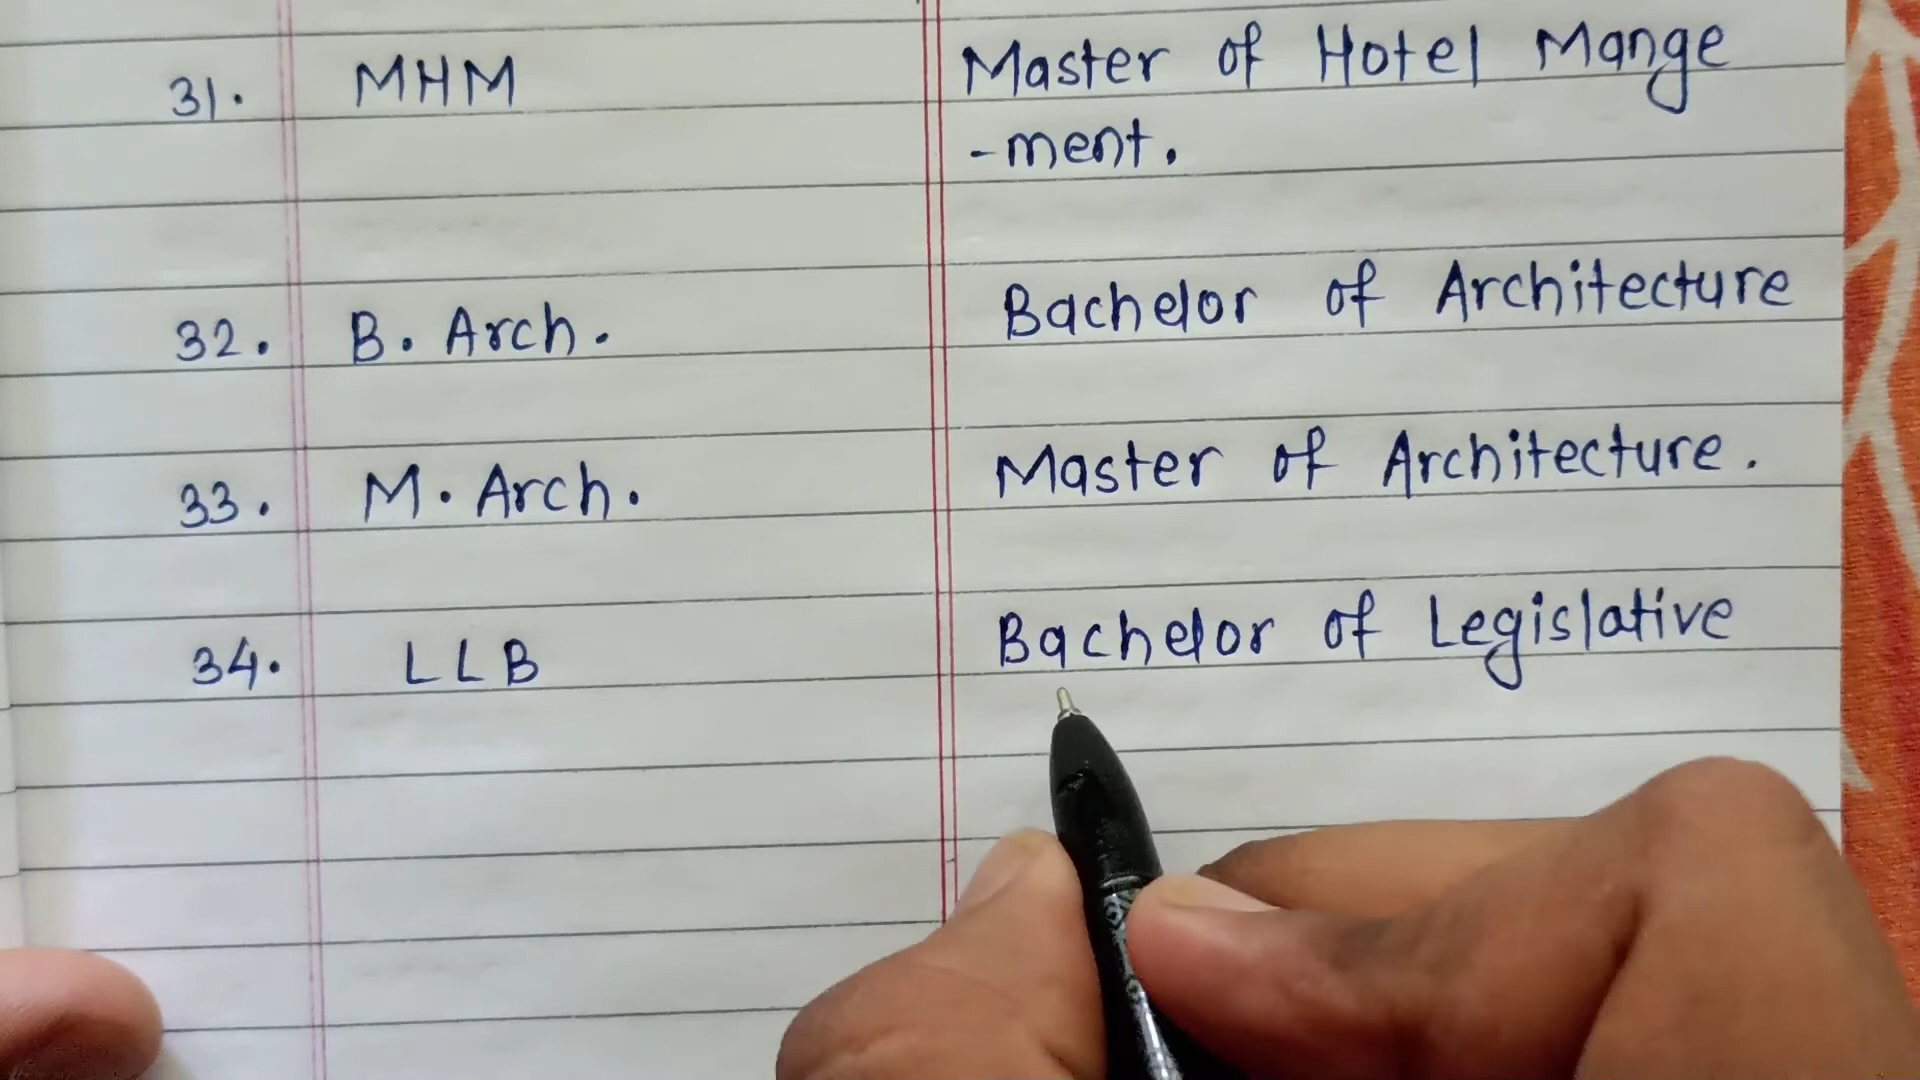 31. MHM Master of Hotel Mange
-ment.
32. B. Arch. Bachelor of Architecture
33. M. Arch. Master of Architecture.
34. LLB Bachelor of Legislative